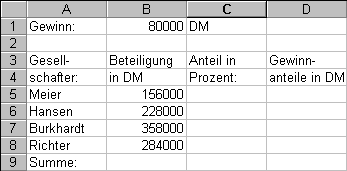 A B C D
1 Gewinn: 80000 DM
2
3 Gesell- Beteiligung Anteil in Gewinn-
4 schafter: in DM Prozent: anteile in DM
5 Meier 156000
6 Hansen 228000
7 Burkhardt 358000
8 Richter 284000
9 Summe: